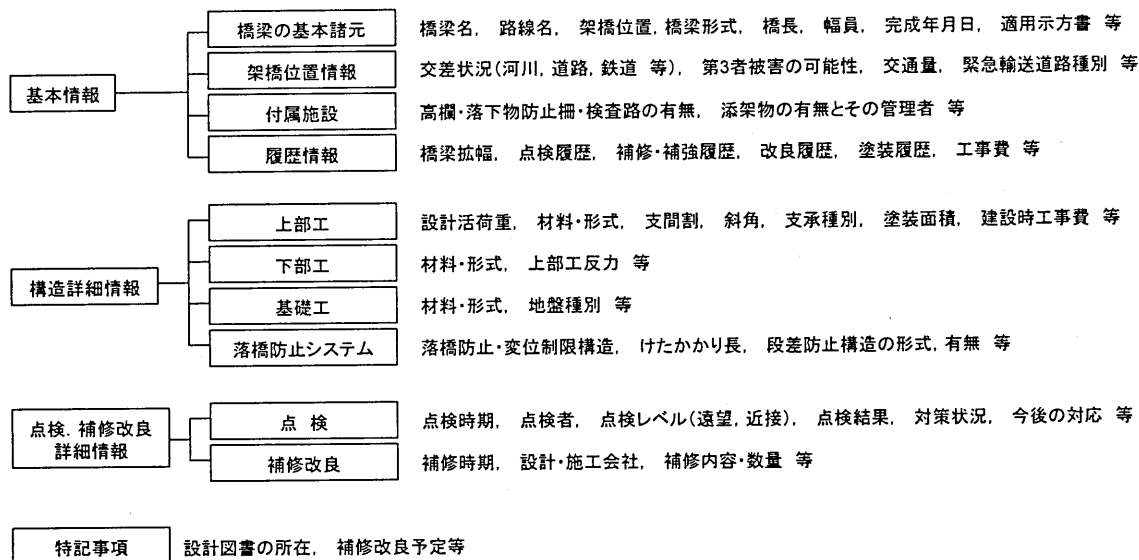 橋梁の基本諸元 橋梁名, 路線名, 架橋位置, 橋梁形式, 橋長, 幅員, 完成年月日, 適用示方書 等
架橋位置情報 交差状況(河川, 道路, 鉄道 等), 第3者被害の可能性, 交通量, 緊急輸送道路種別 等
基本情報
付属施設 高欄・落下物防止柵・検査路の有無, 添架物の有無とその管理者 等
履歴情報 橋梁拡幅, 点検履歴, 補修・補強履歴, 改良履歴, 塗装履歴, 工事費 等
上部工 設計活荷重, 材料・形式, 支間割, 斜角, 支承種別, 塗装面積, 建設時工事費 等
下部工 材料・形式, 上部工反力 等
構造詳細情報
基礎工 材料・形式, 地盤種別 等
落橋防止システム 落橋防止・変位制限構造, けたかかり長, 段差防止構造の形式, 有無 等
点検, 補修改良
詳細情報
点 検 点検時期, 点検者, 点検レベル(遠望, 近接), 点検結果, 対策状況, 今後の対応 等
補修改良 補修時期, 設計・施工会社, 補修内容・数量 等
特記事項 設計図書の所在, 補修改良予定等